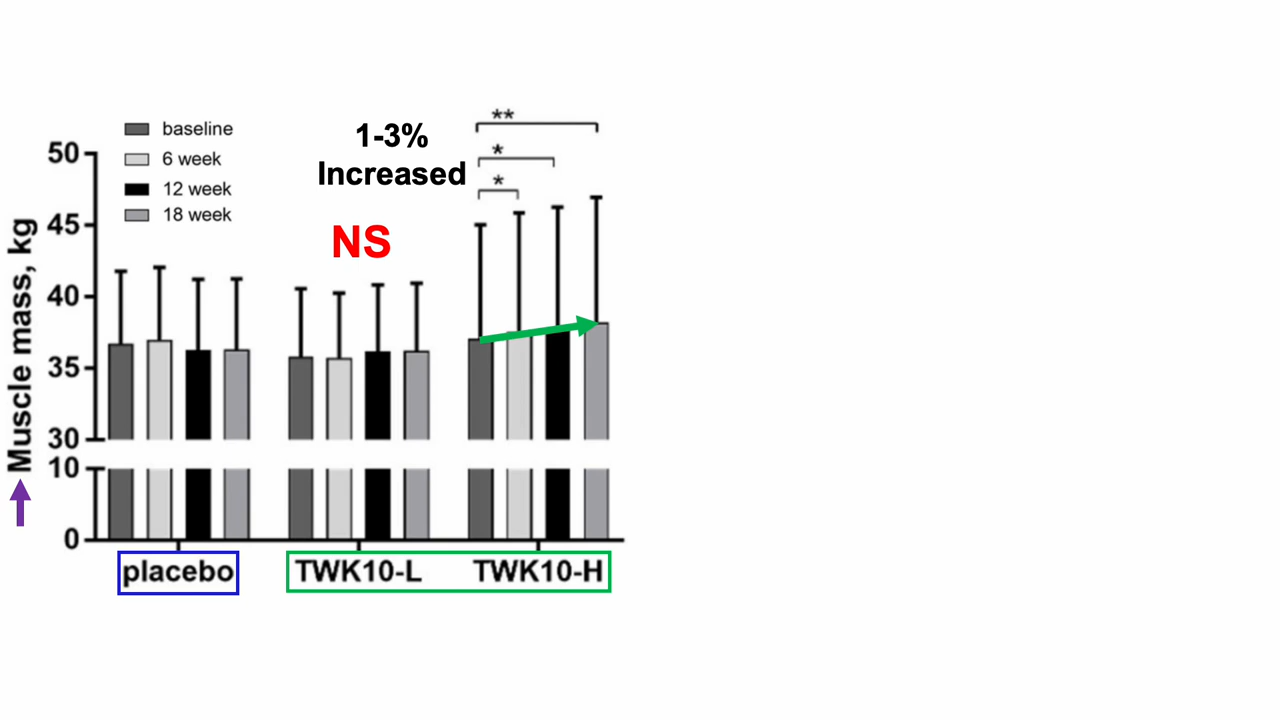 baseline
6 week
12 week
18 week
1-3%
Increased
NS
**
*
*
Muscle mass, kg
50
45
40
35
30
10
0
placebo
TWK10-L
TWK10-H